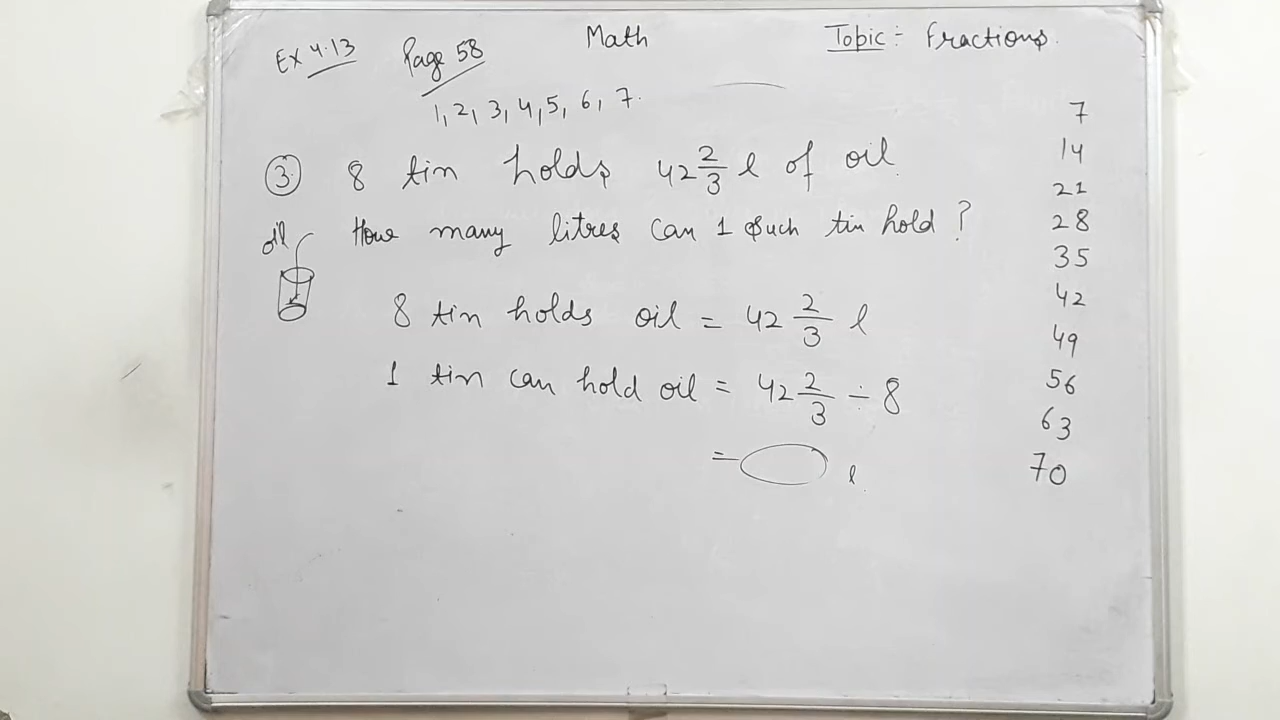 Ex 4.13 Page 58 Math Topic:- Fractions.
1, 2, 3, 4, 5, 6, 7.
3. 8 tin holds 42 2/3 l of oil.
How many litres can 1 such tin hold?
oil
8 tin holds oil = 42 2/3 l
1 tin can hold oil = 42 2/3 ÷ 8
= l.
7
14
21
28
35
42
49
56
63
70